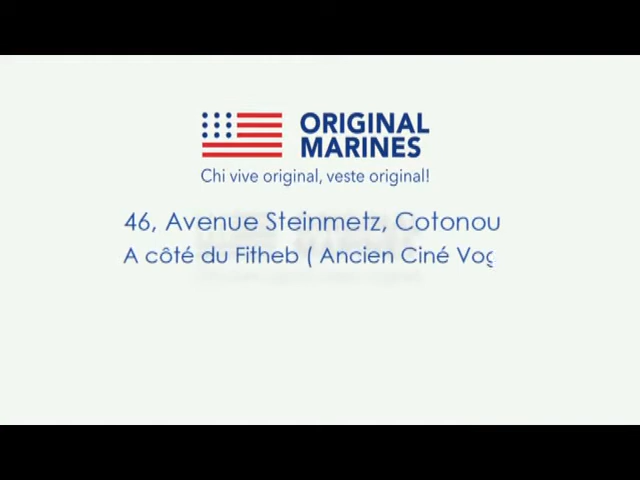 ORIGINAL
MARINES
Chi vive original, veste original!
46, Avenue Steinmetz, Cotonou
A côté du Fitheb ( Ancien Ciné